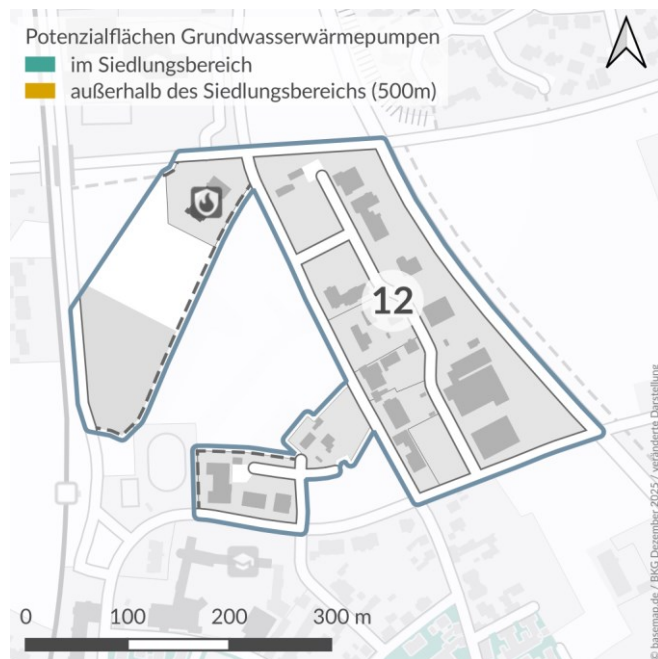 Potenzialflächen Grundwasserwärmepumpen
im Siedlungsbereich
außerhalb des Siedlungsbereichs (500m)
12
0 100 200 300 m
© basemap.de / BKG Dezember 2025 / veränderte Darstellung